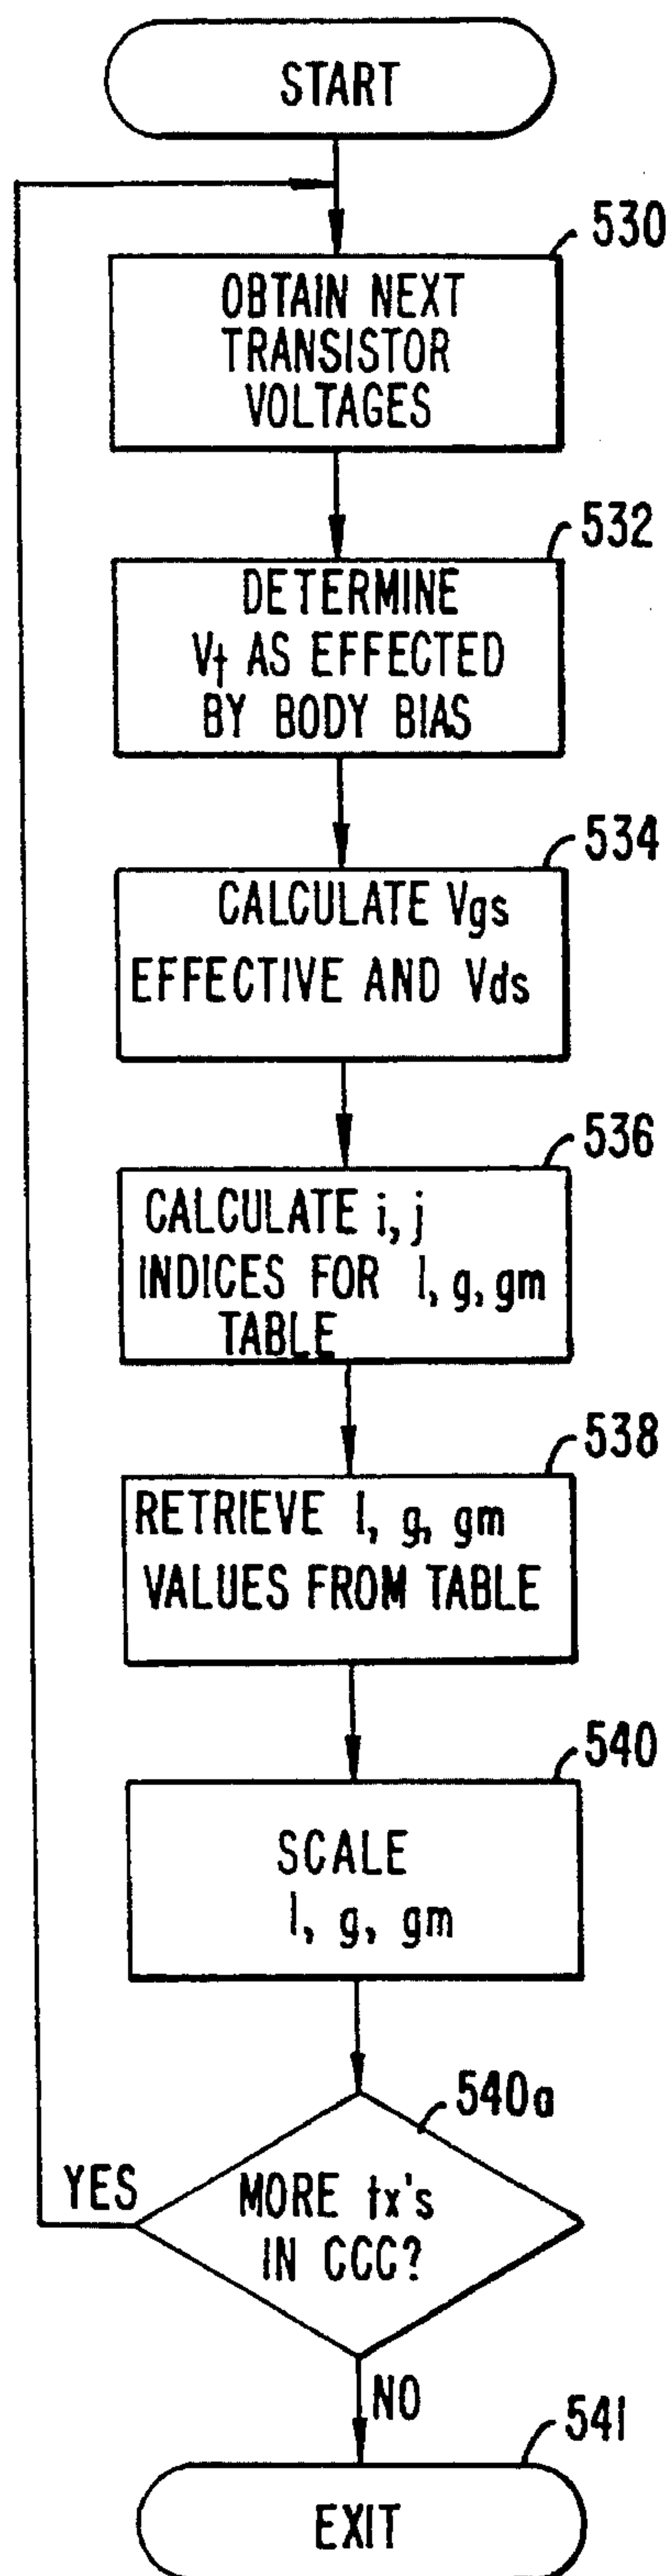 START
530
OBTAIN NEXT
TRANSISTOR
VOLTAGES
532
DETERMINE
Vt AS EFFECTED
BY BODY BIAS
534
CALCULATE Vgs
EFFECTIVE AND Vds
536
CALCULATE i, j
INDICES FOR I, g, gm
TABLE
538
RETRIEVE I, g, gm
VALUES FROM TABLE
540
SCALE
I, g, gm
540a
YES
MORE tx's
IN CCC?
NO
541
EXIT